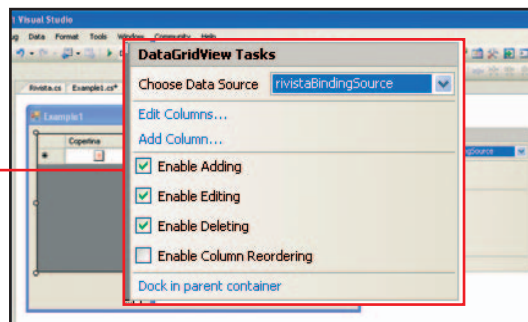 Visual Studio
Data Format Tools Window Community Help
Rivista.cs Example1.cs*
Example1
Copertina
DataGridView Tasks
Choose Data Source rivistaBindingSource
Edit Columns...
Add Column...
Enable Adding
Enable Editing
Enable Deleting
Enable Column Reordering
Dock in parent container